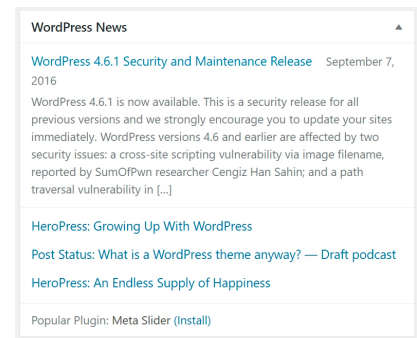 WordPress News
WordPress 4.6.1 Security and Maintenance Release September 7,
2016
WordPress 4.6.1 is now available. This is a security release for all
previous versions and we strongly encourage you to update your sites
immediately. WordPress versions 4.6 and earlier are affected by two
security issues: a cross-site scripting vulnerability via image filename,
reported by SumOfPwn researcher Cengiz Han Sahin; and a path
traversal vulnerability in [...]
HeroPress: Growing Up With WordPress
Post Status: What is a WordPress theme anyway? — Draft podcast
HeroPress: An Endless Supply of Happiness
Popular Plugin: Meta Slider (Install)